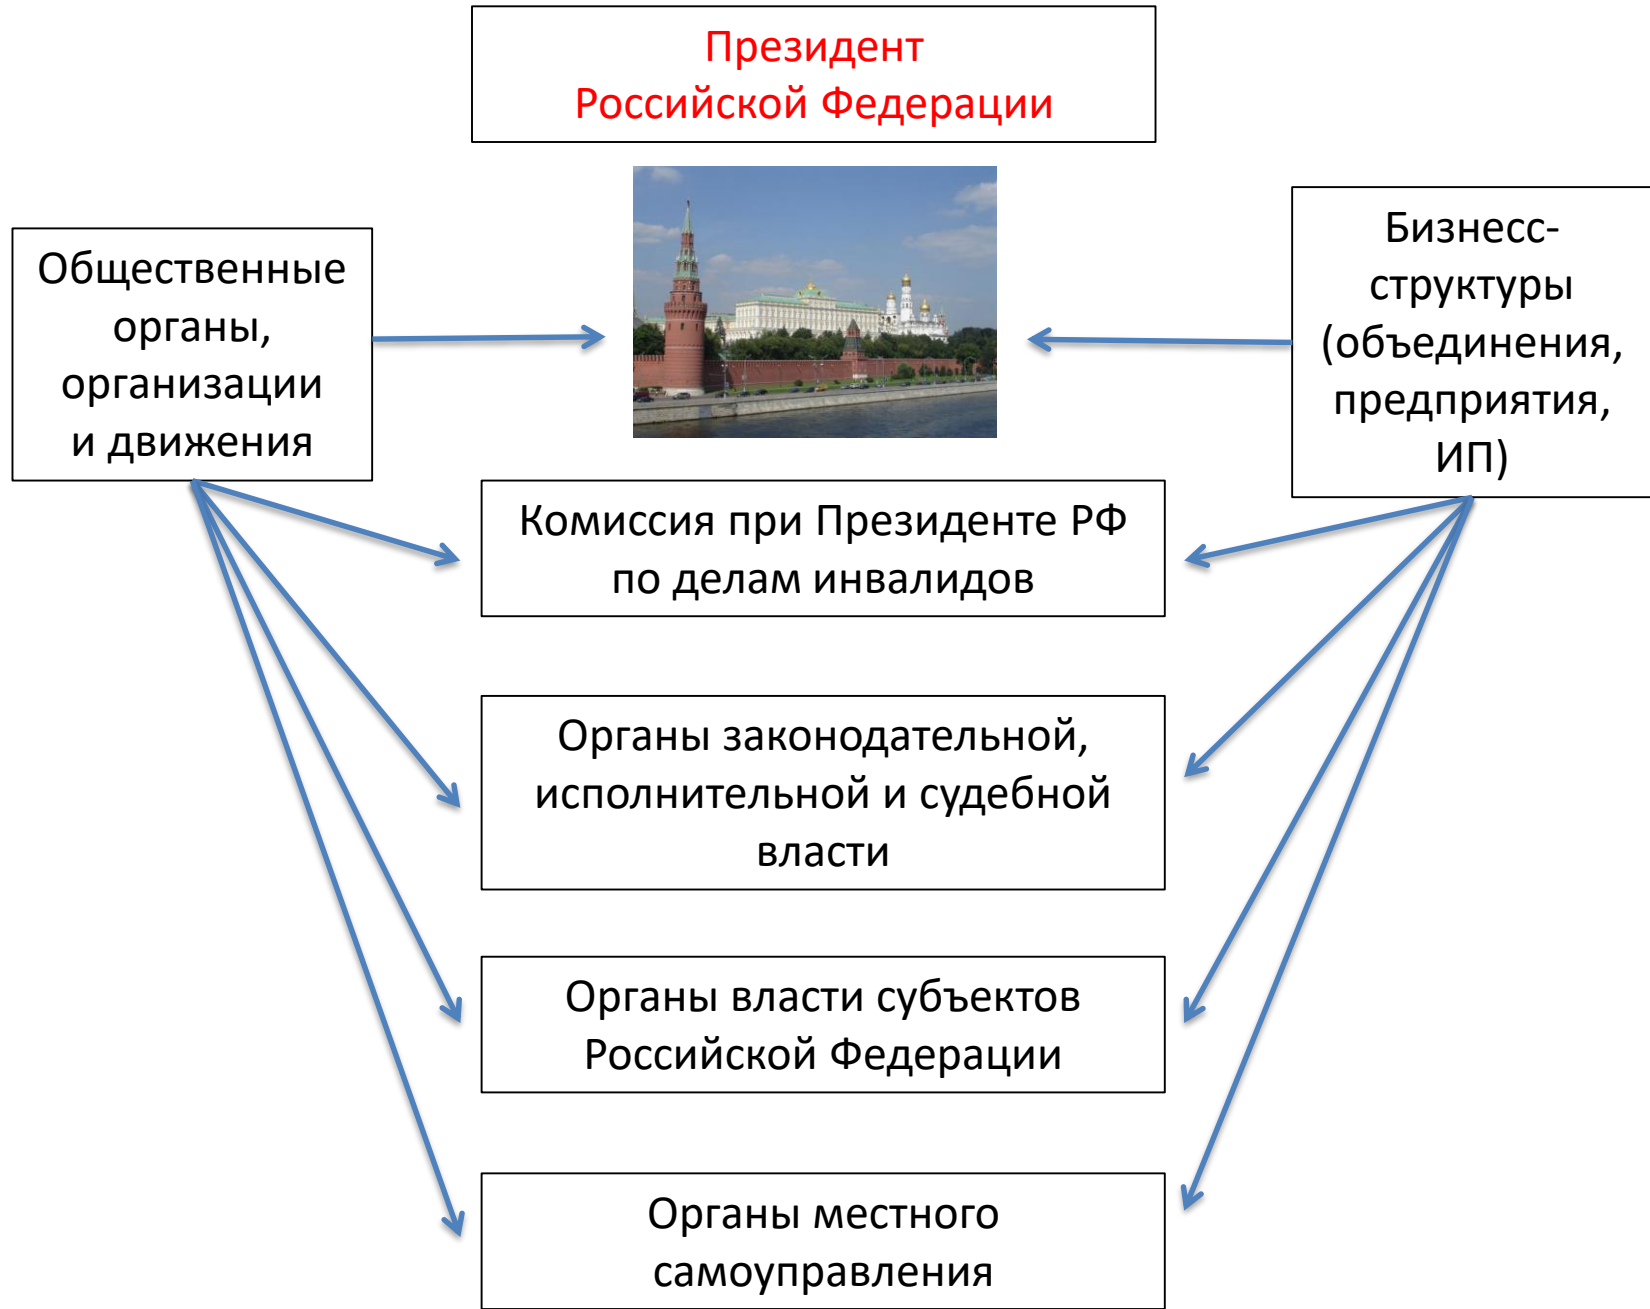 Президент
Российской Федерации
Общественные
органы,
организации
и движения
Бизнесс-
структуры
(объединения,
предприятия,
ИП)
Комиссия при Президенте РФ
по делам инвалидов
Органы законодательной,
исполнительной и судебной
власти
Органы власти субъектов
Российской Федерации
Органы местного
самоуправления